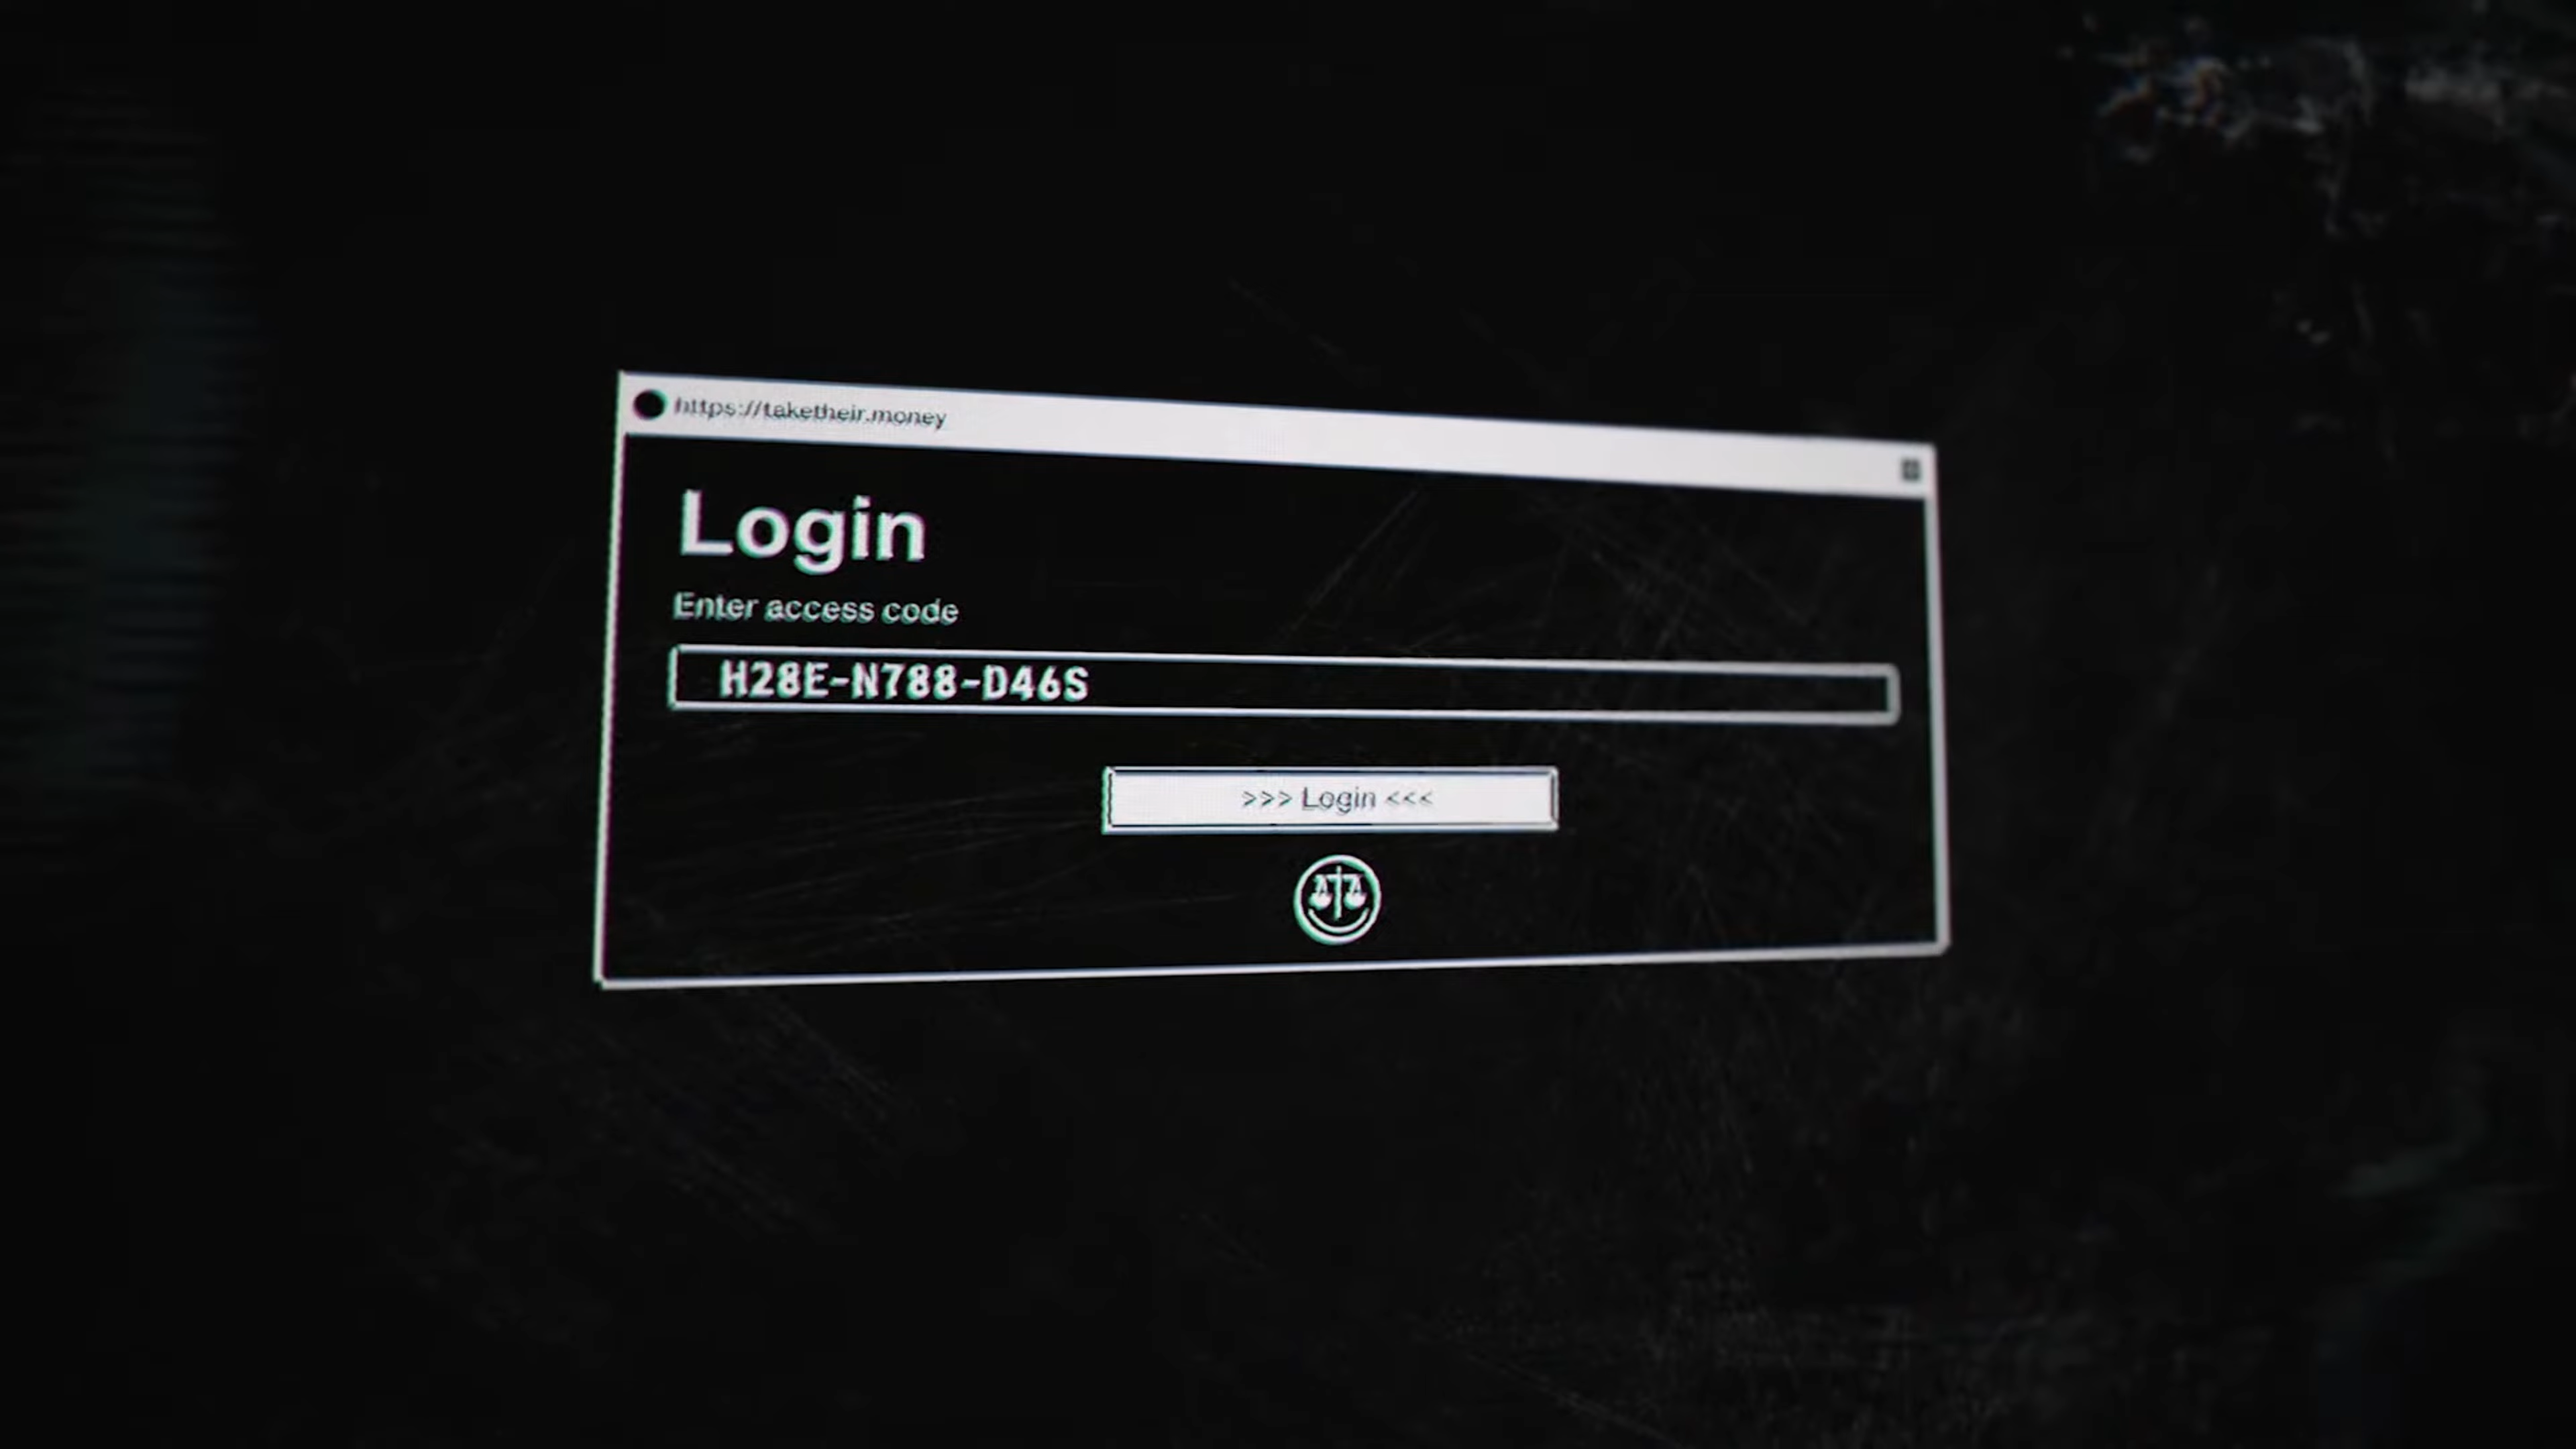 https://taketheir.money
Login
Enter access code
H28E-N788-D46S
>>> Login <<<